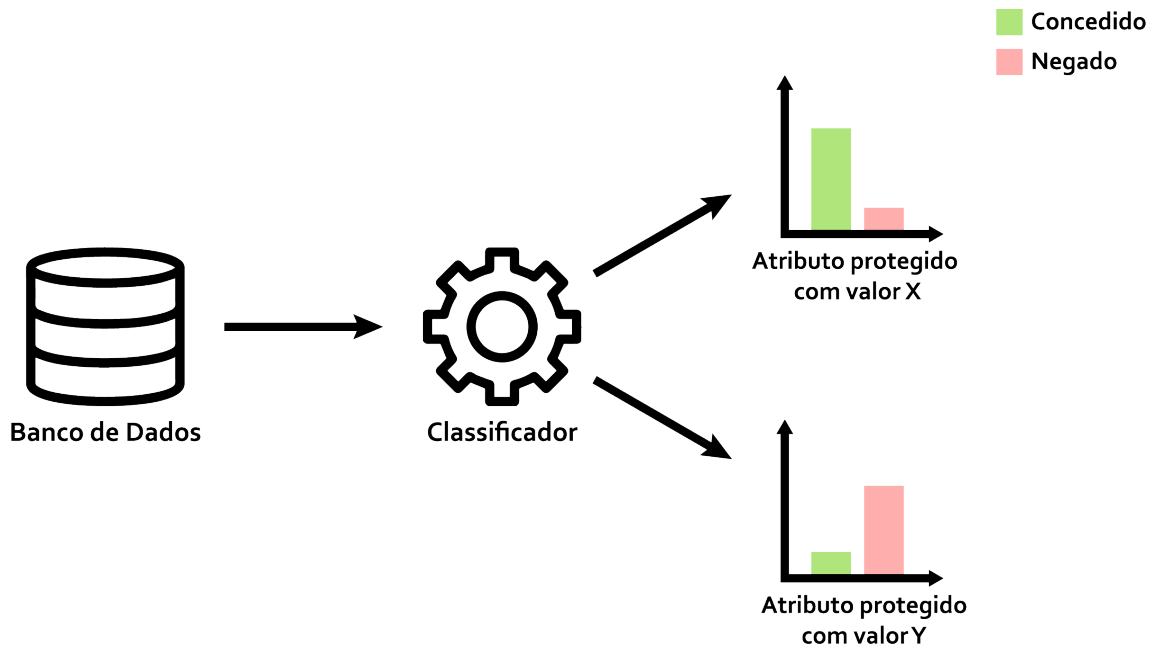 Concedido
Negado
Atributo protegido
com valor X
Banco de Dados
Classificador
Atributo protegido
com valor Y